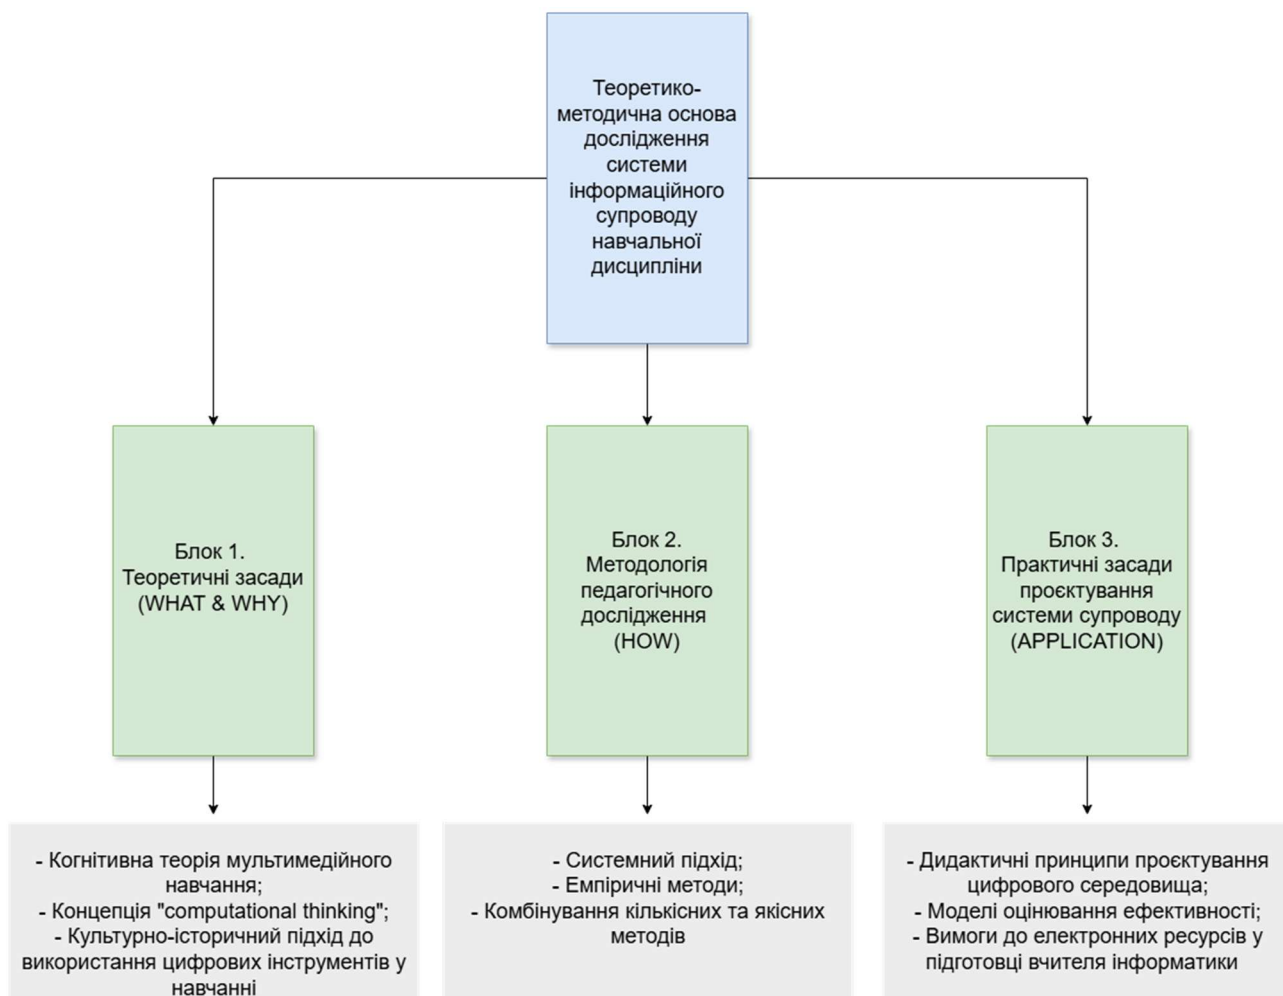 Теоретико-
методична основа
дослідження
системи
інформаційного
супроводу
навчальної
дисципліни
Блок 1.
Теоретичні засади
(WHAT & WHY)
Блок 2.
Методологія
педагогічного
дослідження
(HOW)
Блок 3.
Практичні засади
проєктування
системи супроводу
(APPLICATION)
- Когнітивна теорія мультимедійного
навчання;
- Концепція "computational thinking";
- Культурно-історичний підхід до
використання цифрових інструментів у
навчанні
- Системний підхід;
- Емпіричні методи;
- Комбінування кількісних та якісних
методів
- Дидактичні принципи проєктування
цифрового середовища;
- Моделі оцінювання ефективності;
- Вимоги до електронних ресурсів у
підготовці вчителя інформатики